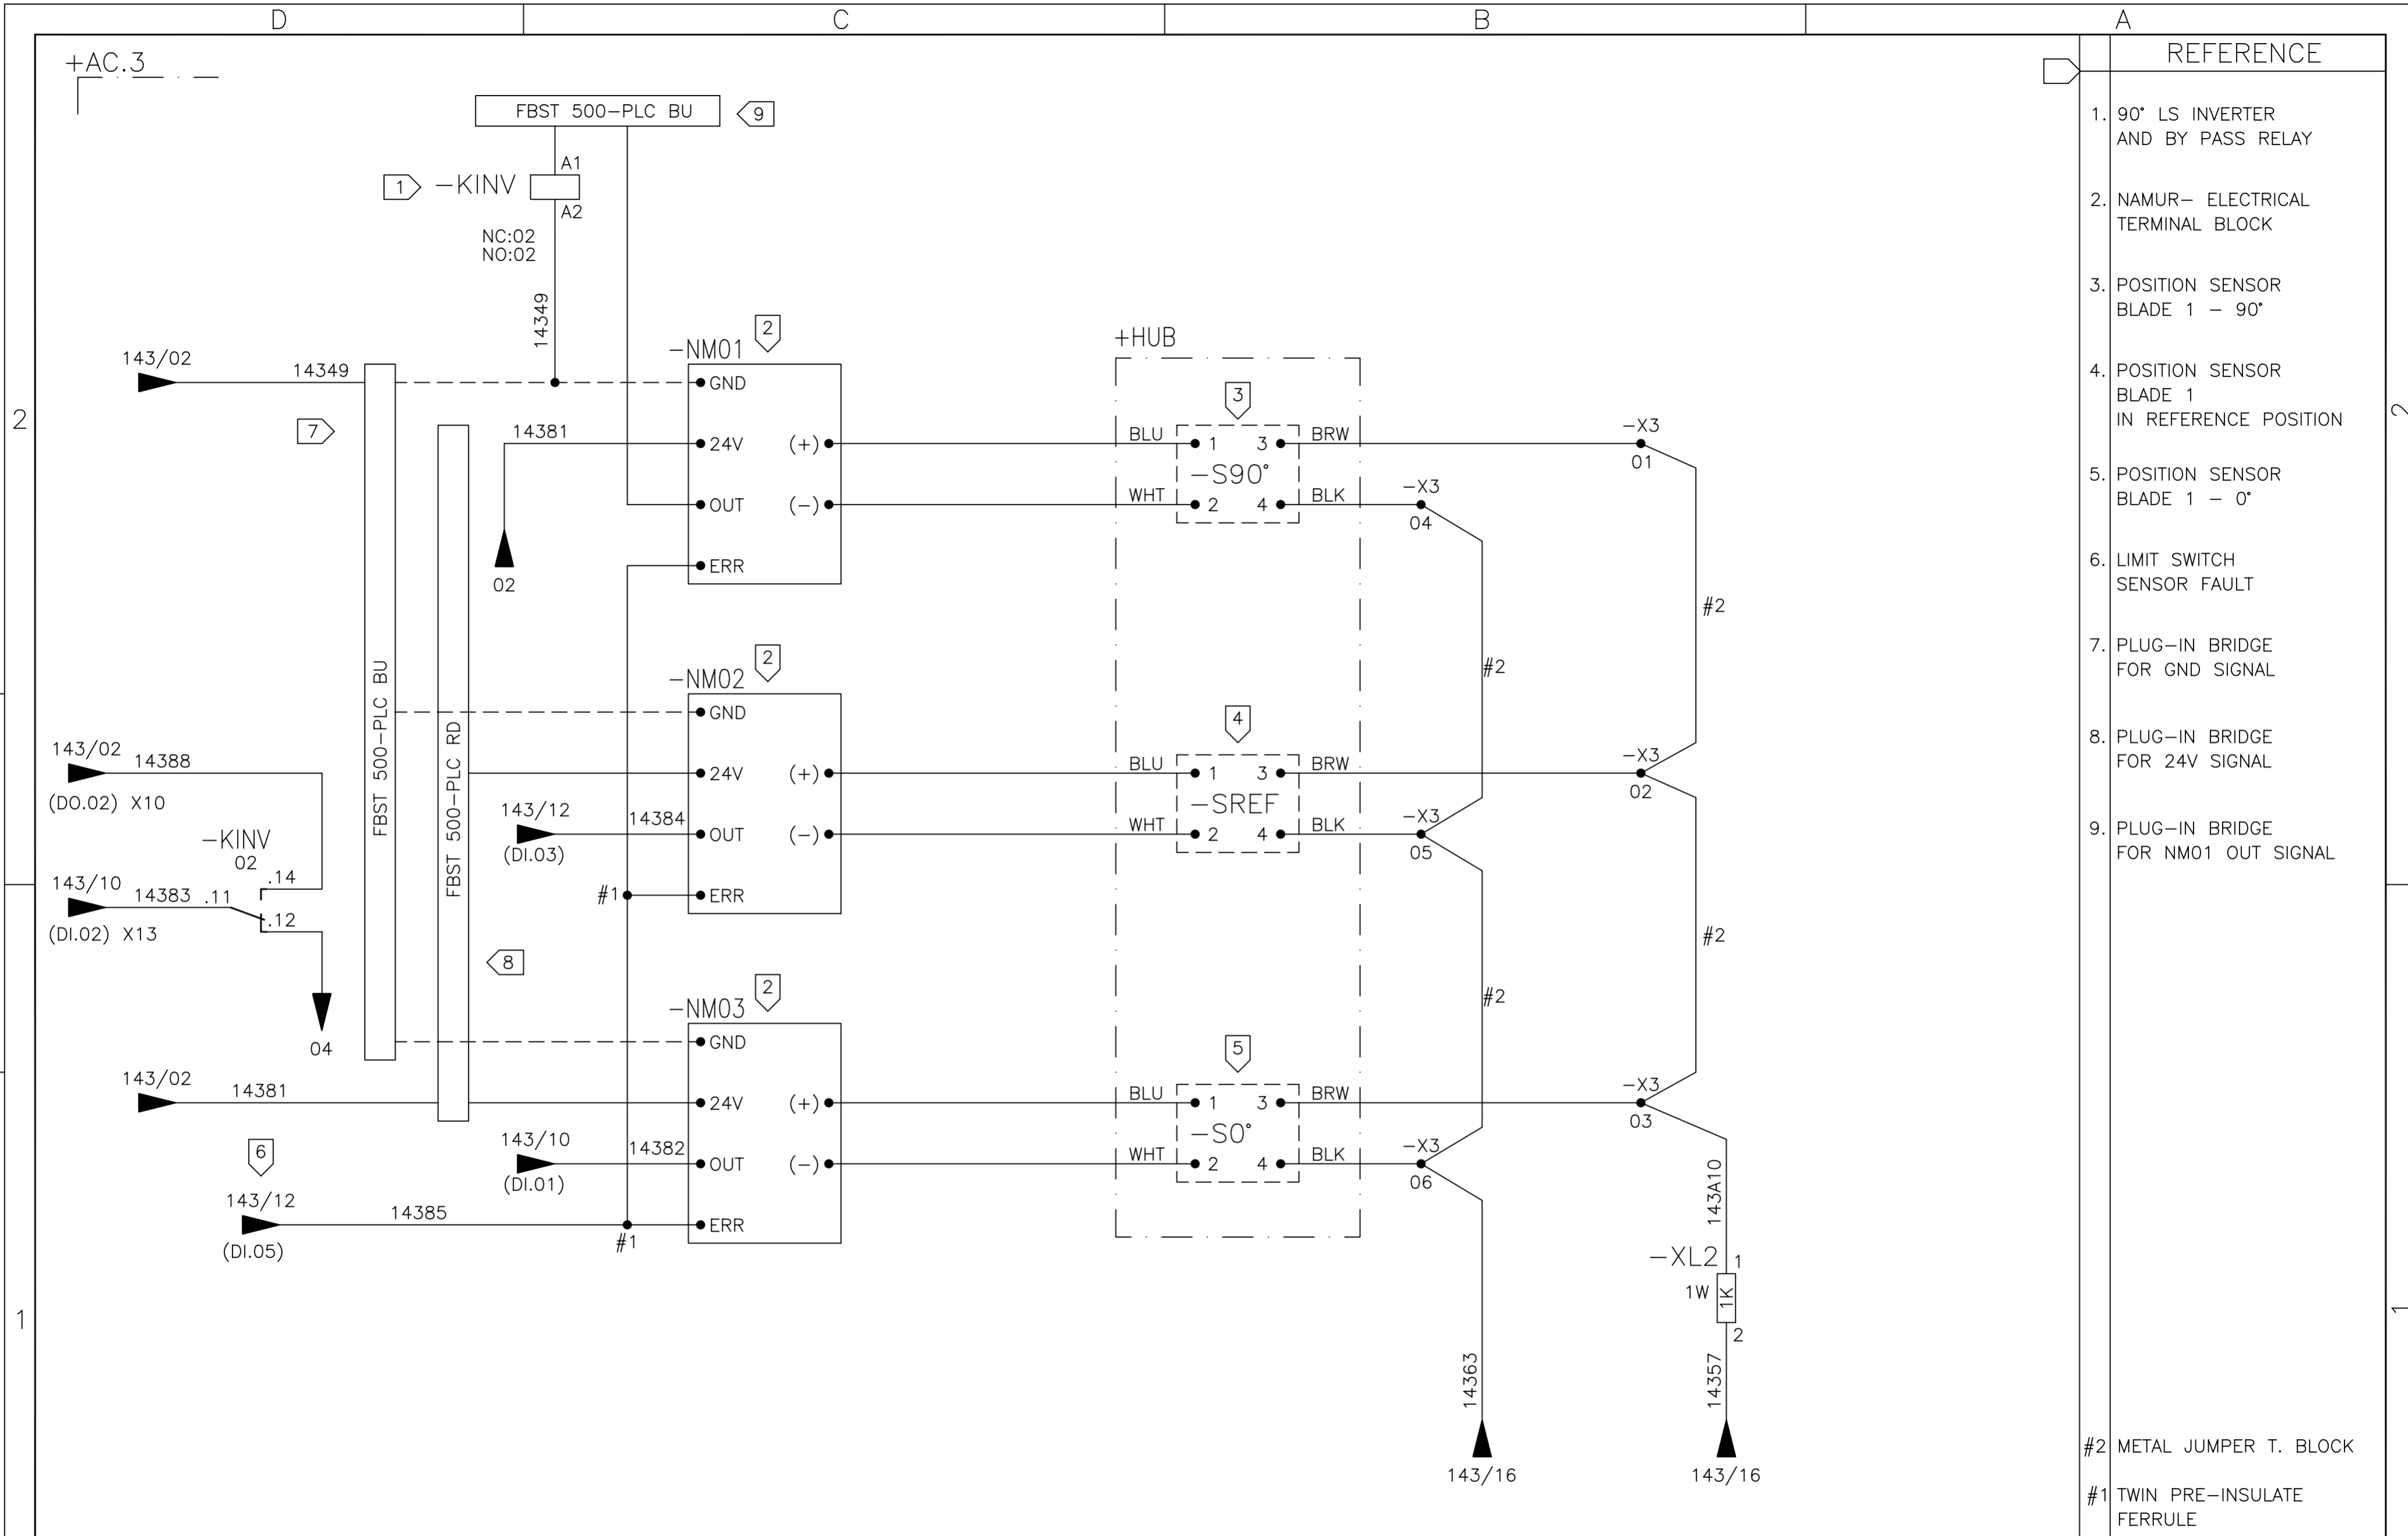 D
C
B
A
+AC.3
REFERENCE
FBST 500-PLC BU
9
A1
1
-KINV
A2
NC:02
NO:02
14349
143/02
14349
7
14381
02
FBST 500-PLC BU
FBST 500-PLC RD
-NM01
2
GND
24V
(+)
OUT
(-)
ERR
+HUB
3
BLU
1
3
BRW
-S90°
WHT
2
4
BLK
-X3
01
-X3
04
#2
#2
2
2
-NM02
2
GND
24V
(+)
OUT
(-)
ERR
#1
143/02
14388
(DO.02) X10
-KINV
02
.14
143/10
14383
.11
.12
(DI.02) X13
04
143/12
14384
(DI.03)
8
4
BLU
1
3
BRW
-SREF
WHT
2
4
BLK
-X3
02
-X3
05
#2
#2
-NM03
2
GND
24V
(+)
OUT
(-)
ERR
143/02
14381
143/10
14382
(DI.01)
6
143/12
14385
(DI.05)
#1
5
BLU
1
3
BRW
-S0°
WHT
2
4
BLK
-X3
03
-X3
06
143A10
-XL2
1
1W
1K
2
14363
14357
143/16
143/16
1
1
1. 90° LS INVERTER
AND BY PASS RELAY
2. NAMUR- ELECTRICAL
TERMINAL BLOCK
3. POSITION SENSOR
BLADE 1 - 90°
4. POSITION SENSOR
BLADE 1
IN REFERENCE POSITION
5. POSITION SENSOR
BLADE 1 - 0°
6. LIMIT SWITCH
SENSOR FAULT
7. PLUG-IN BRIDGE
FOR GND SIGNAL
8. PLUG-IN BRIDGE
FOR 24V SIGNAL
9. PLUG-IN BRIDGE
FOR NM01 OUT SIGNAL
#2 METAL JUMPER T. BLOCK
#1 TWIN PRE-INSULATE
FERRULE